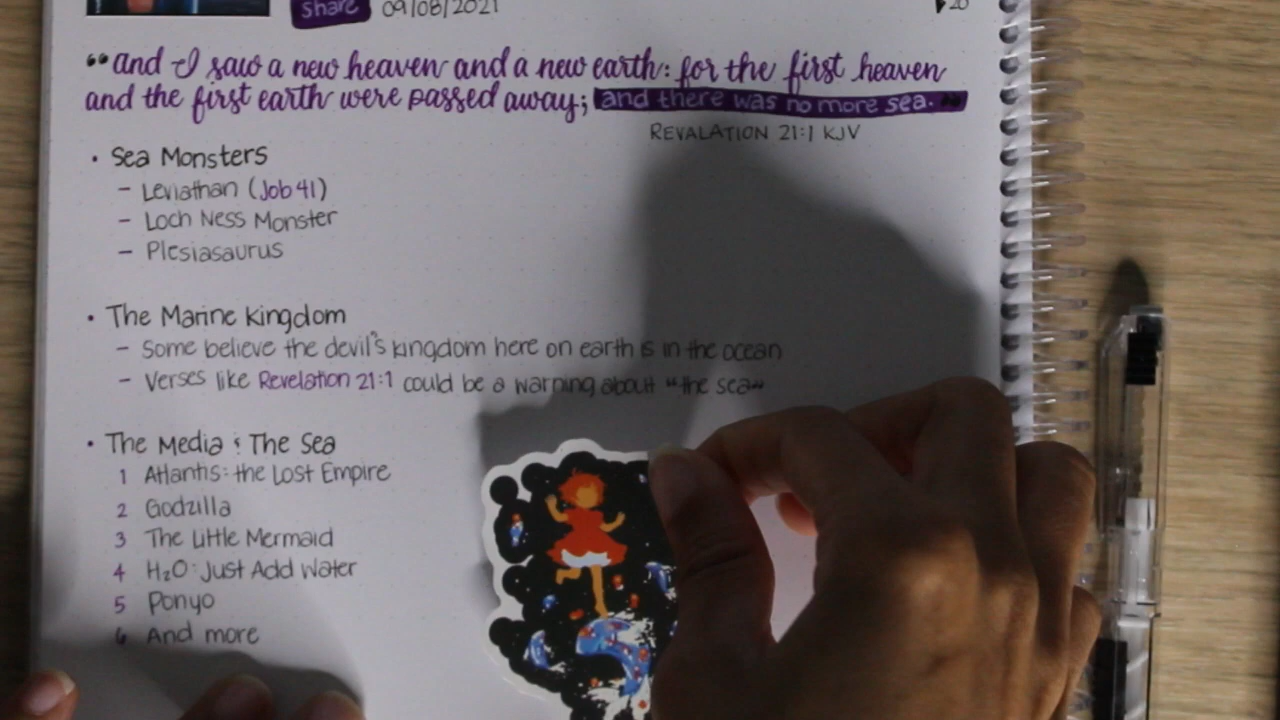 share 09/08/2021
20
"and I saw a new heaven and a new earth: for the first heaven
and the first earth were passed away; and there was no more sea."
REVALATION 21:1 KJV
• Sea Monsters
- Leviathan (Job 41)
- Loch Ness Monster
- Plesiasaurus
• The Marine Kingdom
- Some believe the devil's kingdom here on earth is in the ocean
- Verses like Revelation 21:1 could be a warning about "the sea"
• The Media & The Sea
1 Atlantis: the Lost Empire
2 Godzilla
3 The Little Mermaid
4 H₂O: Just Add Water
5 Ponyo
6 And more